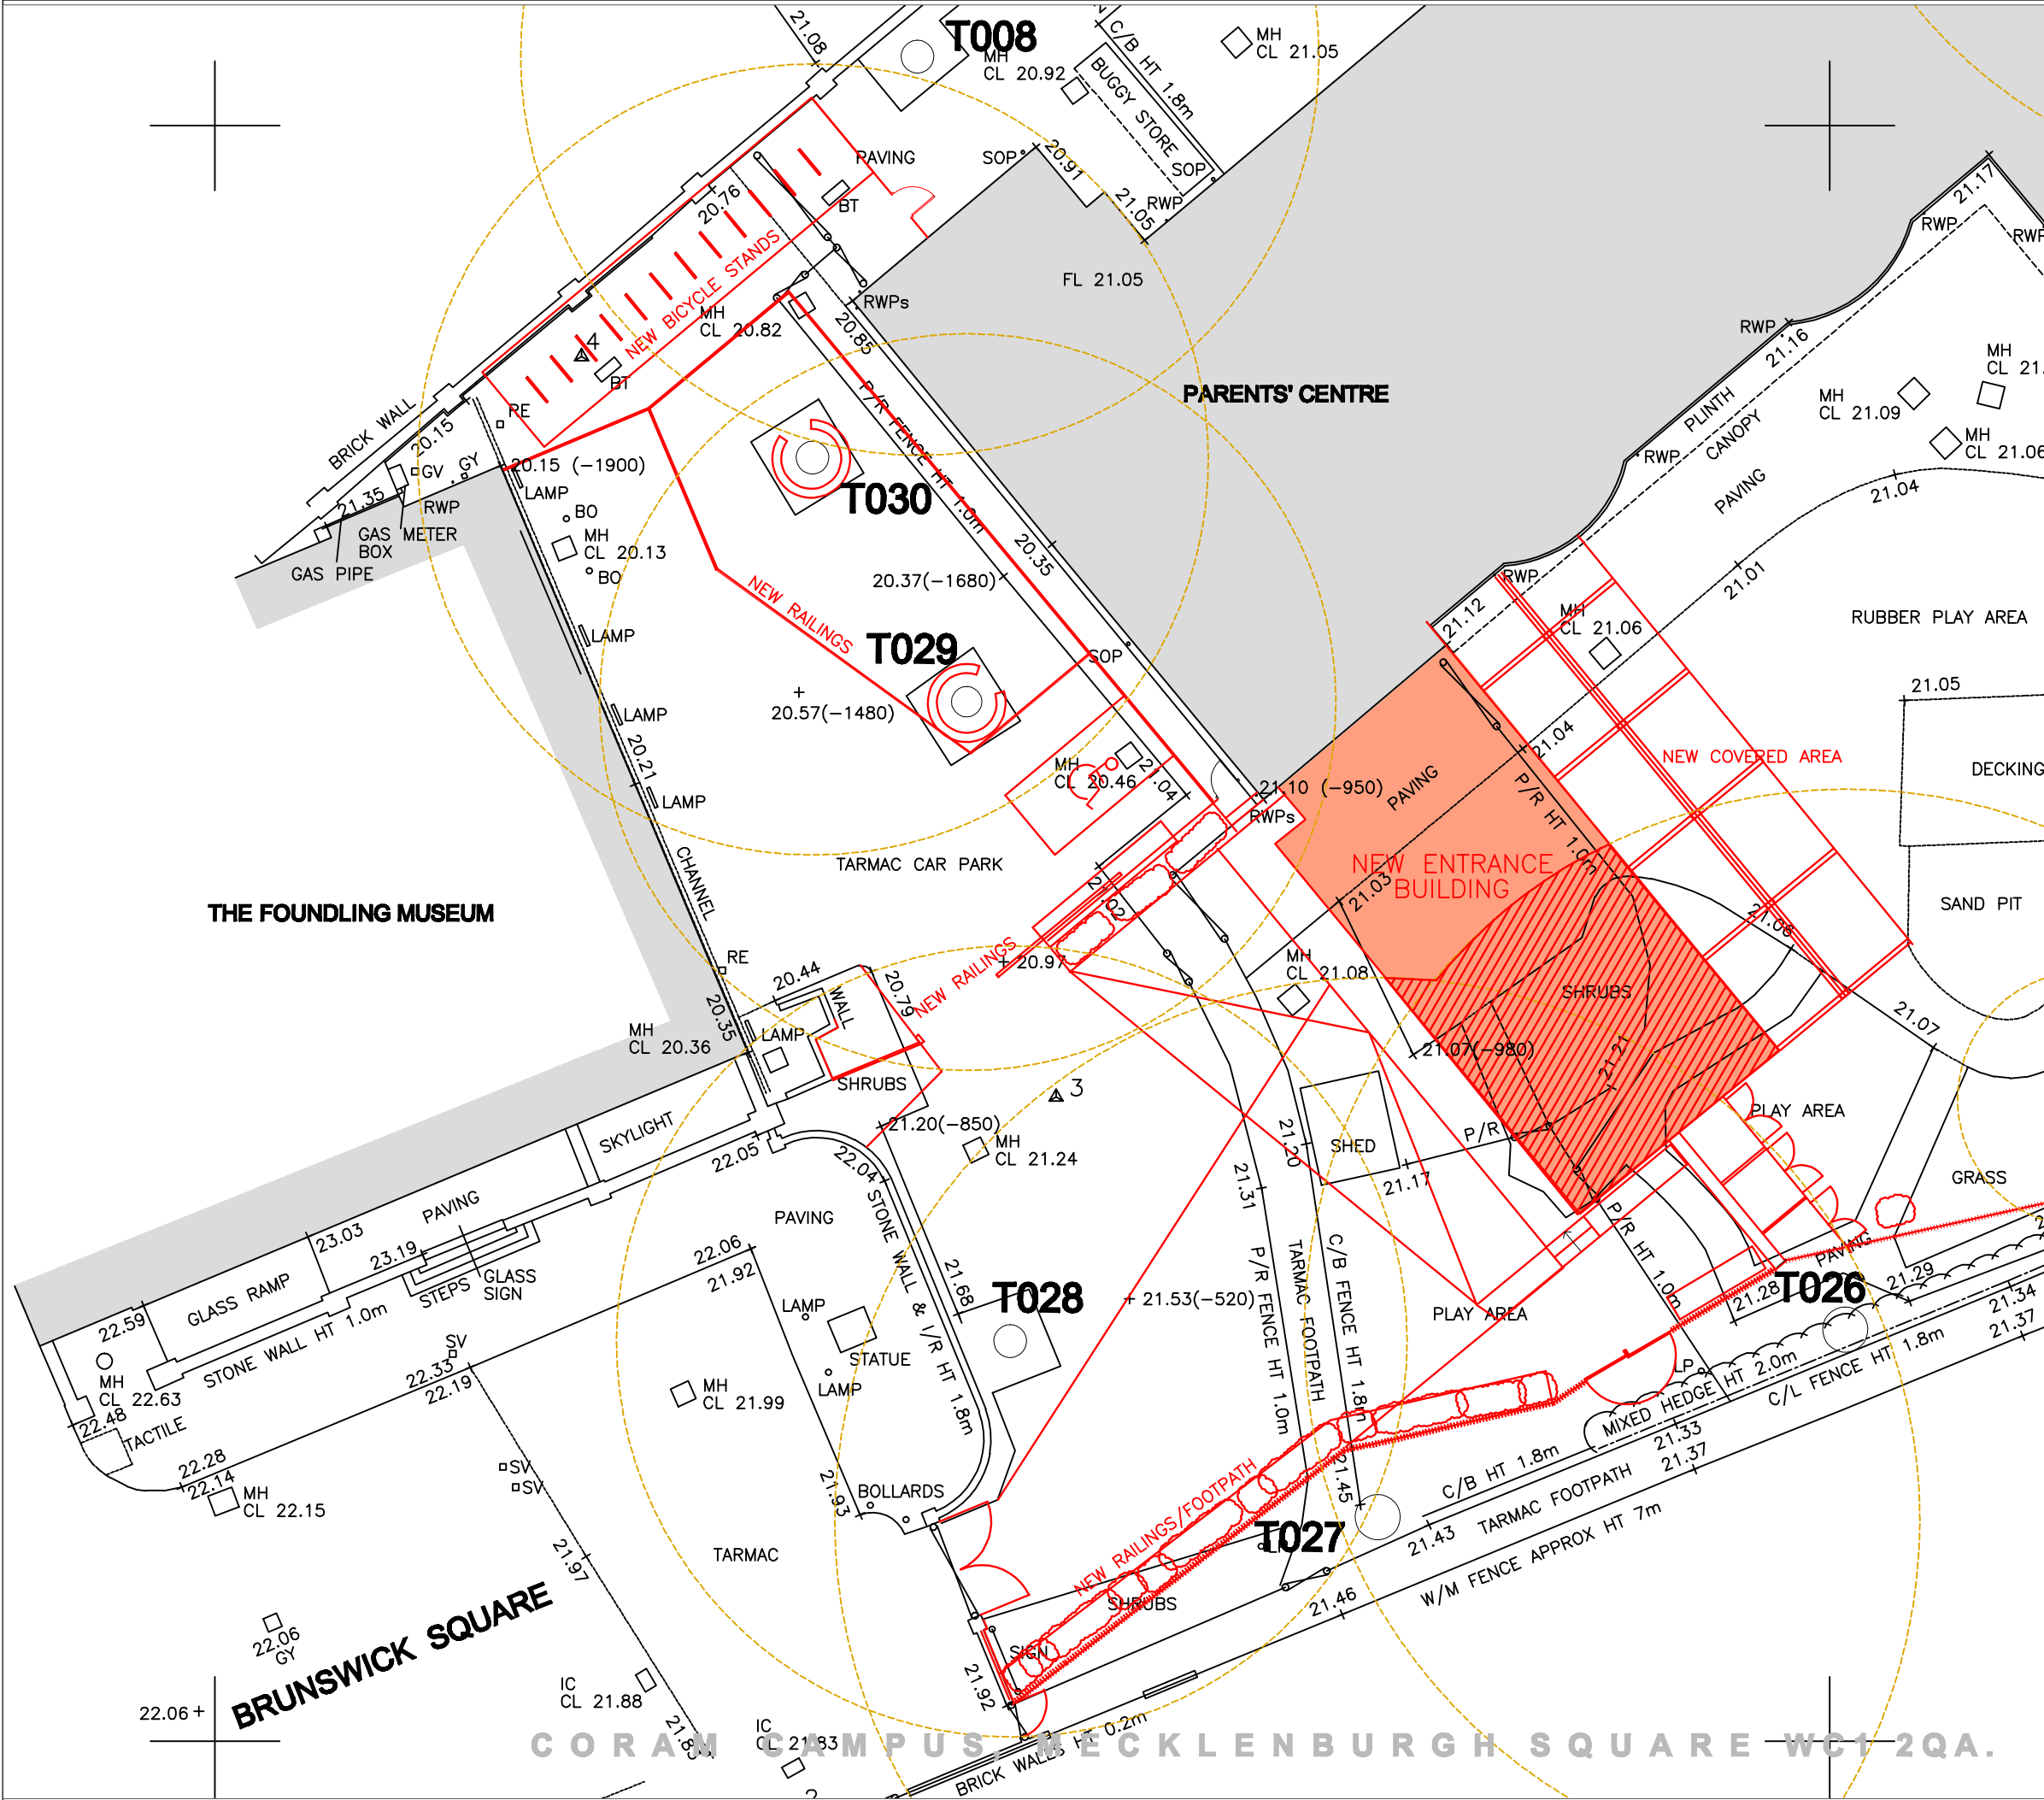 21.08
T008
MH
CL 20.92
C/B HT 1.8m
MH
CL 21.05
BUGGY STORE
PAVING
SOP
20.91
SOP
21.17
20.76
BT
21.05
RWP
RWP
NEW BICYCLE STANDS
FL 21.05
MH
CL 20.82
RWPs
20.85
RWP
21.16
4
BT
P/R FENCE HT 1.0m
PARENTS' CENTRE
PLINTH
CANOPY
MH
CL 21.09
MH
CL 21.06
BRICK WALL
RE
20.15
GV
GY
20.15 (-1900)
LAMP
T030
RWP
PAVING
21.04
21.35
RWP
GAS METER
BOX
GAS PIPE
BO
MH
CL 20.13
BO
20.35
20.37(-1680)
NEW RAILINGS
RWP
21.12
MH
CL 21.06
21.01
RUBBER PLAY AREA
LAMP
T029
SOP
21.05
20.57(-1480)
LAMP
20.21
LAMP
MH
CL 20.46
21.04
21.10 (-950)
RWPs
PAVING
21.04
P/R HT 1.0m
NEW COVERED AREA
DECKING
TARMAC CAR PARK
CHANNEL
NEW ENTRANCE
BUILDING
21.03
21.02
SAND PIT
THE FOUNDLING MUSEUM
21.06
RE
20.44
WALL
20.79
NEW RAILINGS
20.97
MH
CL 21.08
SHRUBS
21.07
20.35
MH
CL 20.36
LAMP
SHRUBS
3
21.07(-980)
21.21
PLAY AREA
SKYLIGHT
22.05
22.04
21.20(-850)
MH
CL 21.24
21.20
SHED
P/R
21.17
21.31
GRASS
PAVING
23.03
23.19
STONE WALL & I/R HT 1.8m
PAVING
22.06
21.92
P/R FENCE HT 1.0m
TARMAC FOOTPATH
C/B FENCE HT 1.8m
P/R HT 1.0m
PAVING
T026
21.29
21.28
21.34
21.37
GLASS RAMP
GLASS
SIGN
STEPS
STONE WALL HT 1.0m
22.59
21.68
T028
21.53(-520)
PLAY AREA
LAMP
STATUE
LAMP
SV
22.33
22.19
MH
CL 22.63
22.48
TACTILE
MH
CL 21.99
LP
MIXED HEDGE HT 2.0m
C/L FENCE HT 1.8m
22.28
22.14
MH
CL 22.15
SV
SV
21.93
BOLLARDS
21.45
21.33
21.37
C/B HT 1.8m
TARMAC FOOTPATH
21.43
NEW RAILINGS/FOOTPATH
T027
TARMAC
21.97
W/M FENCE APPROX HT 7m
21.46
SHRUBS
SIGN
21.92
22.06
GY
BRUNSWICK SQUARE
IC
CL 21.88
22.06
IC
CL 21.83
BRICK WALLS HT 0.2m
CORAM CAMPUS, MECKLENBURGH SQUARE WC1 2QA.